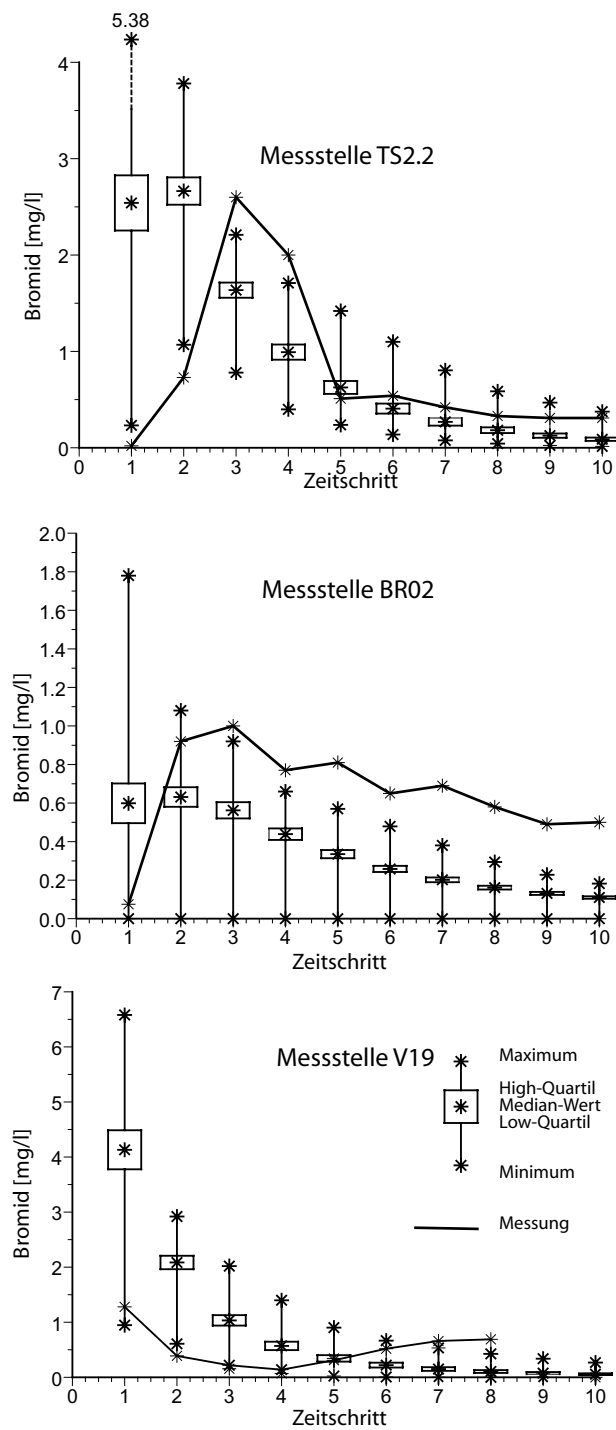 5.38
4
Messstelle TS2.2
3
Bromid [mg/l]
2
1
0
0 1 2 3 4 5 6 7 8 9 10
Zeitschritt
2.0
1.8
Messstelle BR02
1.6
1.4
Bromid [mg/l]
1.2
1.0
0.8
0.6
0.4
0.2
0.0
0 1 2 3 4 5 6 7 8 9 10
Zeitschritt
7
6
Messstelle V19
Maximum
High-Quartil
Median-Wert
Low-Quartil
5
Bromid [mg/l]
4
Minimum
3
Messung
2
1
0
0 1 2 3 4 5 6 7 8 9 10
Zeitschritt